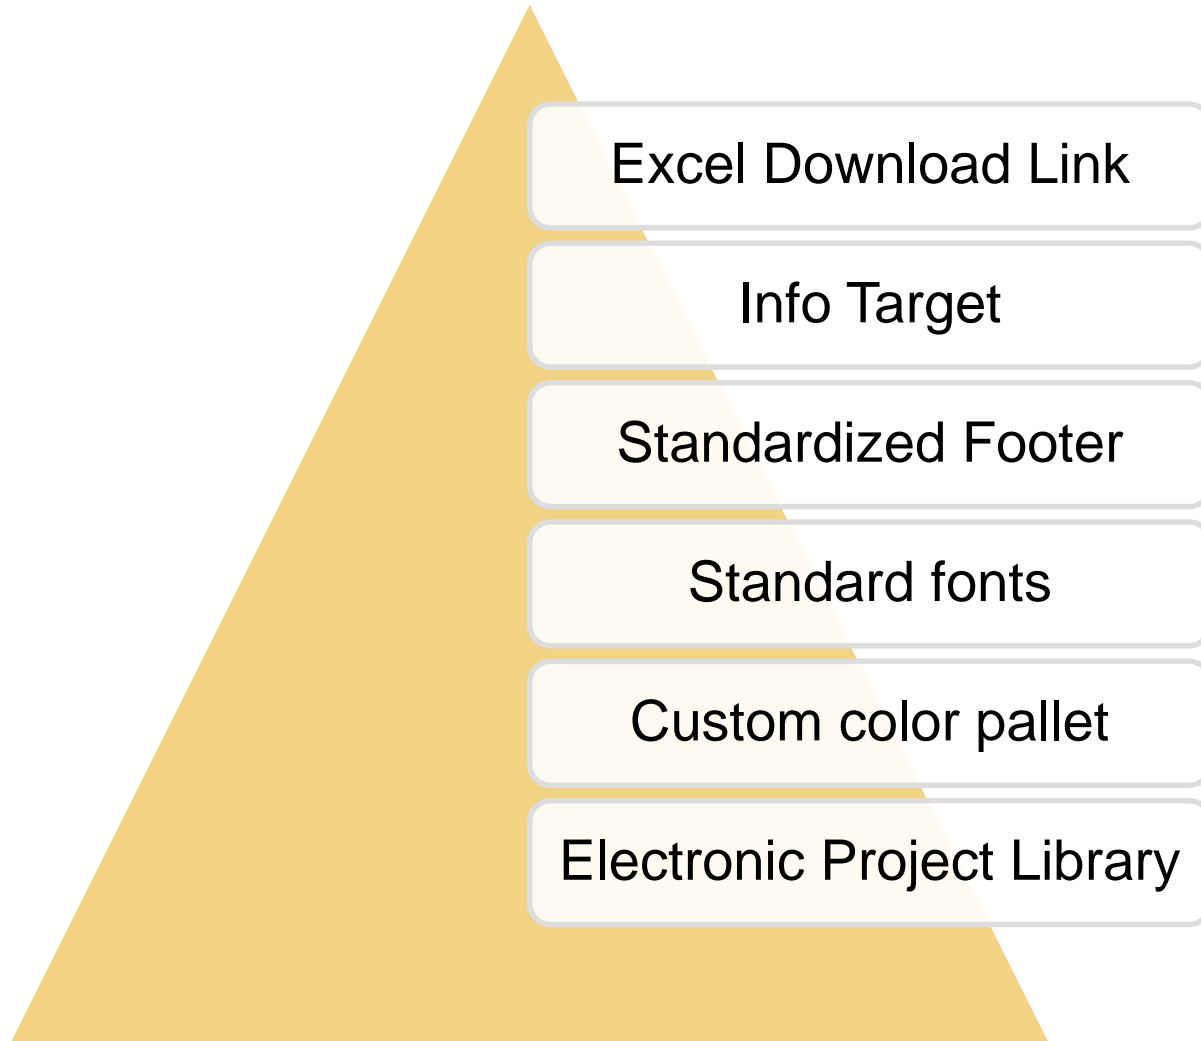 Excel Download Link
Info Target
Standardized Footer
Standard fonts
Custom color pallet
Electronic Project Library